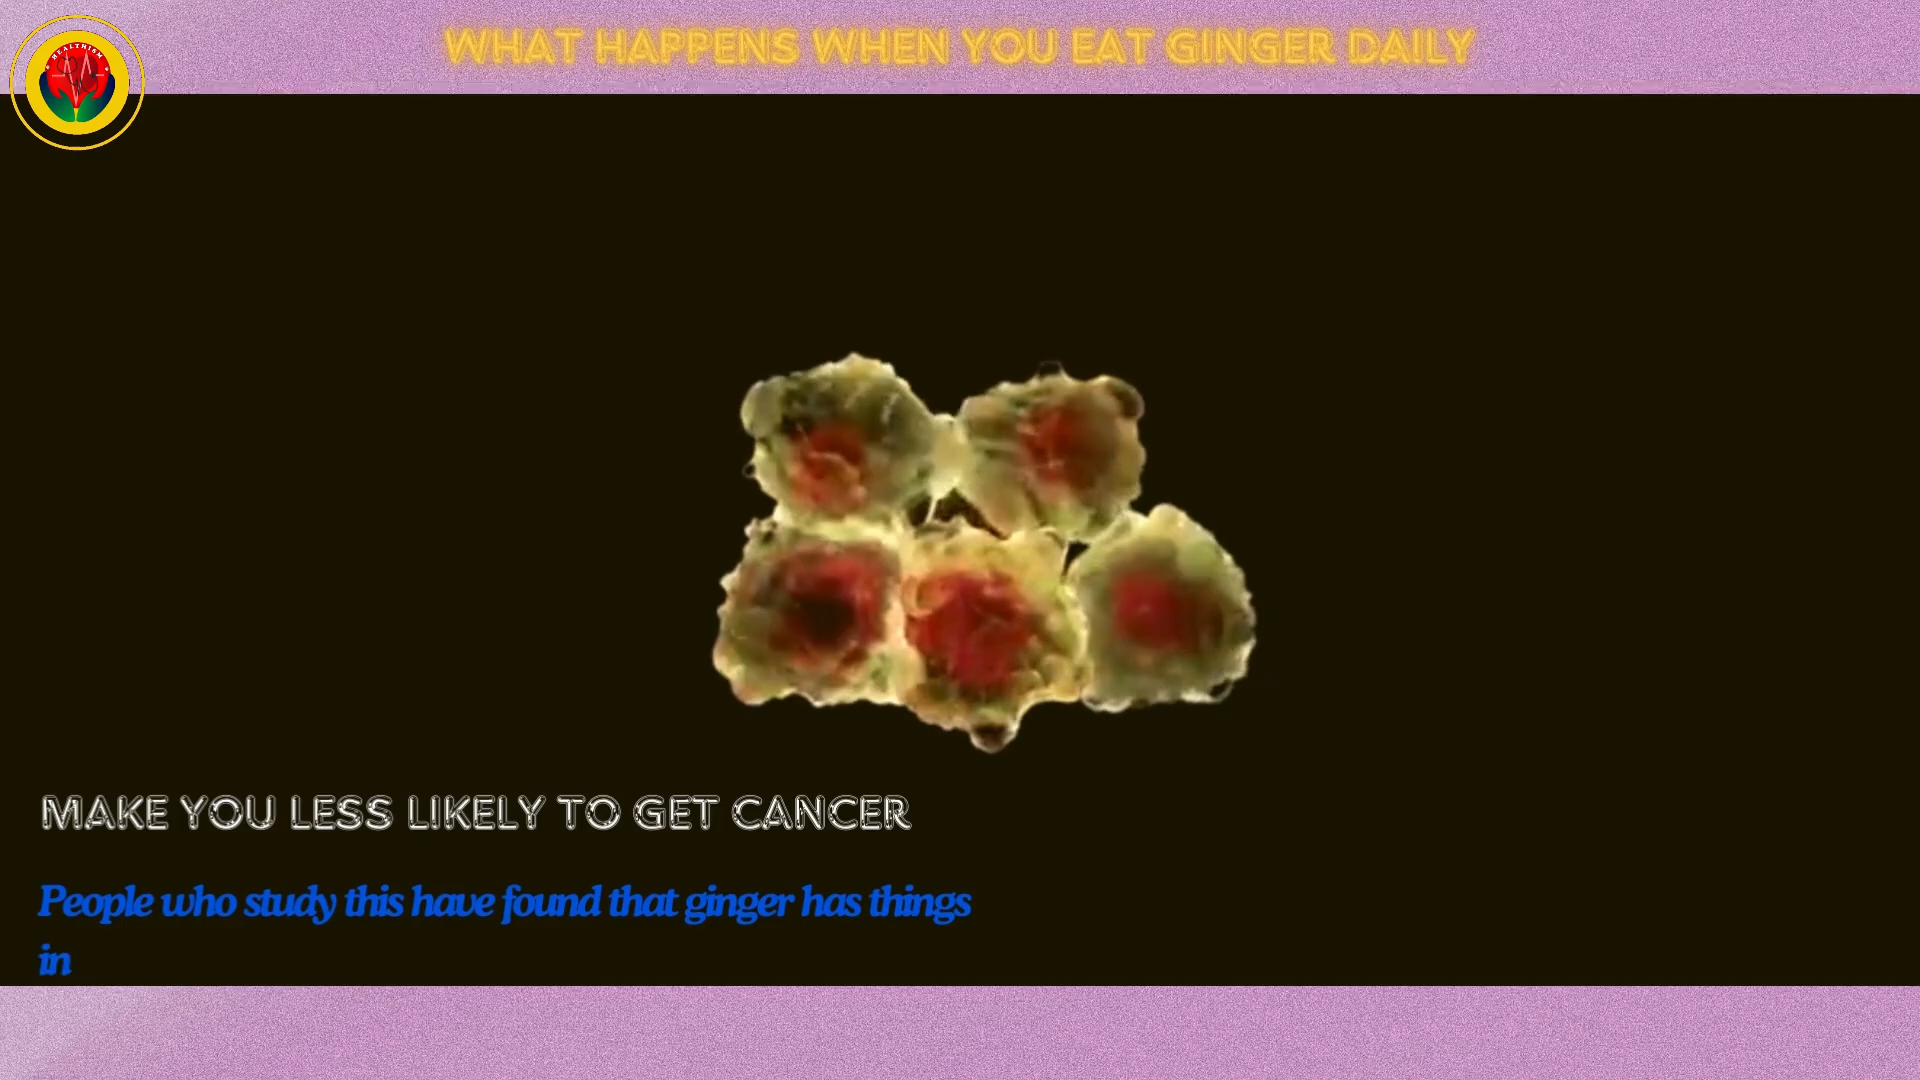 HEALTHISM
WHAT HAPPENS WHEN YOU EAT GINGER DAILY
MAKE YOU LESS LIKELY TO GET CANCER
People who study this have found that ginger has things
in